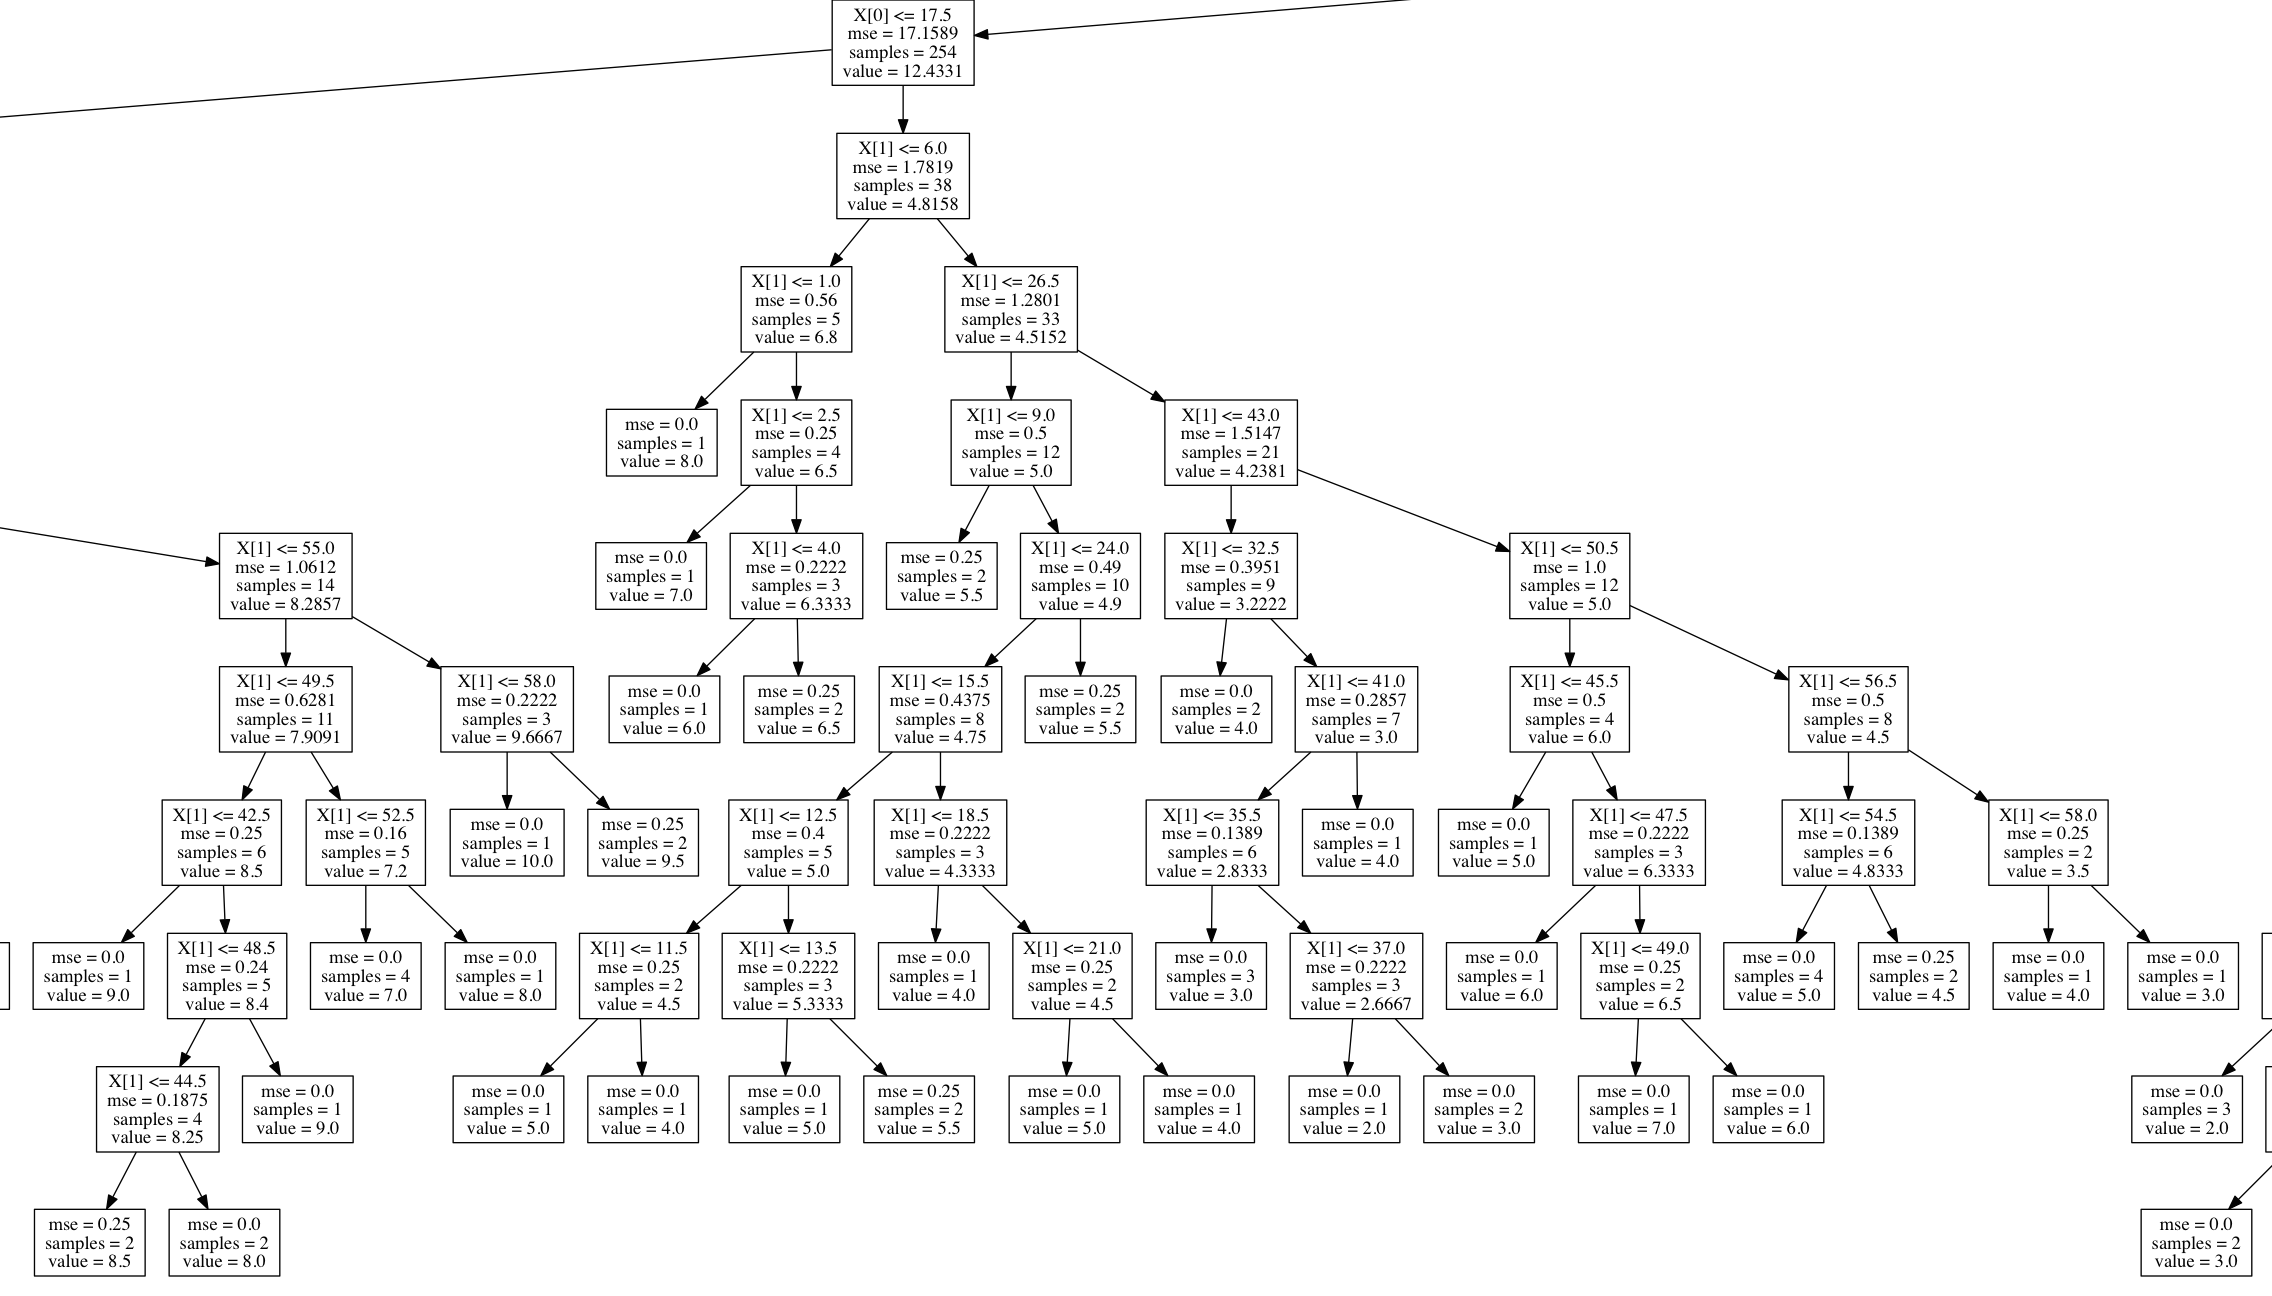 X[0] <= 17.5
mse = 17.1589
samples = 254
value = 12.4331
X[1] <= 6.0
mse = 1.7819
samples = 38
value = 4.8158
X[1] <= 1.0
mse = 0.56
samples = 5
value = 6.8
X[1] <= 26.5
mse = 1.2801
samples = 33
value = 4.5152
mse = 0.0
samples = 1
value = 8.0
X[1] <= 2.5
mse = 0.25
samples = 4
value = 6.5
X[1] <= 9.0
mse = 0.5
samples = 12
value = 5.0
X[1] <= 43.0
mse = 1.5147
samples = 21
value = 4.2381
X[1] <= 55.0
mse = 1.0612
samples = 14
value = 8.2857
mse = 0.0
samples = 1
value = 7.0
X[1] <= 4.0
mse = 0.2222
samples = 3
value = 6.3333
mse = 0.25
samples = 2
value = 5.5
X[1] <= 24.0
mse = 0.49
samples = 10
value = 4.9
X[1] <= 32.5
mse = 0.3951
samples = 9
value = 3.2222
X[1] <= 50.5
mse = 1.0
samples = 12
value = 5.0
X[1] <= 49.5
mse = 0.6281
samples = 11
value = 7.9091
X[1] <= 58.0
mse = 0.2222
samples = 3
value = 9.6667
mse = 0.0
samples = 1
value = 6.0
mse = 0.25
samples = 2
value = 6.5
X[1] <= 15.5
mse = 0.4375
samples = 8
value = 4.75
mse = 0.25
samples = 2
value = 5.5
mse = 0.0
samples = 2
value = 4.0
X[1] <= 41.0
mse = 0.2857
samples = 7
value = 3.0
X[1] <= 45.5
mse = 0.5
samples = 4
value = 6.0
X[1] <= 56.5
mse = 0.5
samples = 8
value = 4.5
X[1] <= 42.5
mse = 0.25
samples = 6
value = 8.5
X[1] <= 52.5
mse = 0.16
samples = 5
value = 7.2
mse = 0.0
samples = 1
value = 10.0
mse = 0.25
samples = 2
value = 9.5
X[1] <= 12.5
mse = 0.4
samples = 5
value = 5.0
X[1] <= 18.5
mse = 0.2222
samples = 3
value = 4.3333
X[1] <= 35.5
mse = 0.1389
samples = 6
value = 2.8333
mse = 0.0
samples = 1
value = 4.0
mse = 0.0
samples = 1
value = 5.0
X[1] <= 47.5
mse = 0.2222
samples = 3
value = 6.3333
X[1] <= 54.5
mse = 0.1389
samples = 6
value = 4.8333
X[1] <= 58.0
mse = 0.25
samples = 2
value = 3.5
mse = 0.0
samples = 1
value = 9.0
X[1] <= 48.5
mse = 0.24
samples = 5
value = 8.4
mse = 0.0
samples = 4
value = 7.0
mse = 0.0
samples = 1
value = 8.0
X[1] <= 11.5
mse = 0.25
samples = 2
value = 4.5
X[1] <= 13.5
mse = 0.2222
samples = 3
value = 5.3333
mse = 0.0
samples = 1
value = 4.0
X[1] <= 21.0
mse = 0.25
samples = 2
value = 4.5
mse = 0.0
samples = 3
value = 3.0
X[1] <= 37.0
mse = 0.2222
samples = 3
value = 2.6667
mse = 0.0
samples = 1
value = 6.0
X[1] <= 49.0
mse = 0.25
samples = 2
value = 6.5
mse = 0.0
samples = 4
value = 5.0
mse = 0.25
samples = 2
value = 4.5
mse = 0.0
samples = 1
value = 4.0
mse = 0.0
samples = 1
value = 3.0
X[1] <= 44.5
mse = 0.1875
samples = 4
value = 8.25
mse = 0.0
samples = 1
value = 9.0
mse = 0.0
samples = 1
value = 5.0
mse = 0.0
samples = 1
value = 4.0
mse = 0.0
samples = 1
value = 5.0
mse = 0.25
samples = 2
value = 5.5
mse = 0.0
samples = 1
value = 5.0
mse = 0.0
samples = 1
value = 4.0
mse = 0.0
samples = 1
value = 2.0
mse = 0.0
samples = 2
value = 3.0
mse = 0.0
samples = 1
value = 7.0
mse = 0.0
samples = 1
value = 6.0
mse = 0.0
samples = 3
value = 2.0
mse = 0.25
samples = 2
value = 8.5
mse = 0.0
samples = 2
value = 8.0
mse = 0.0
samples = 2
value = 3.0